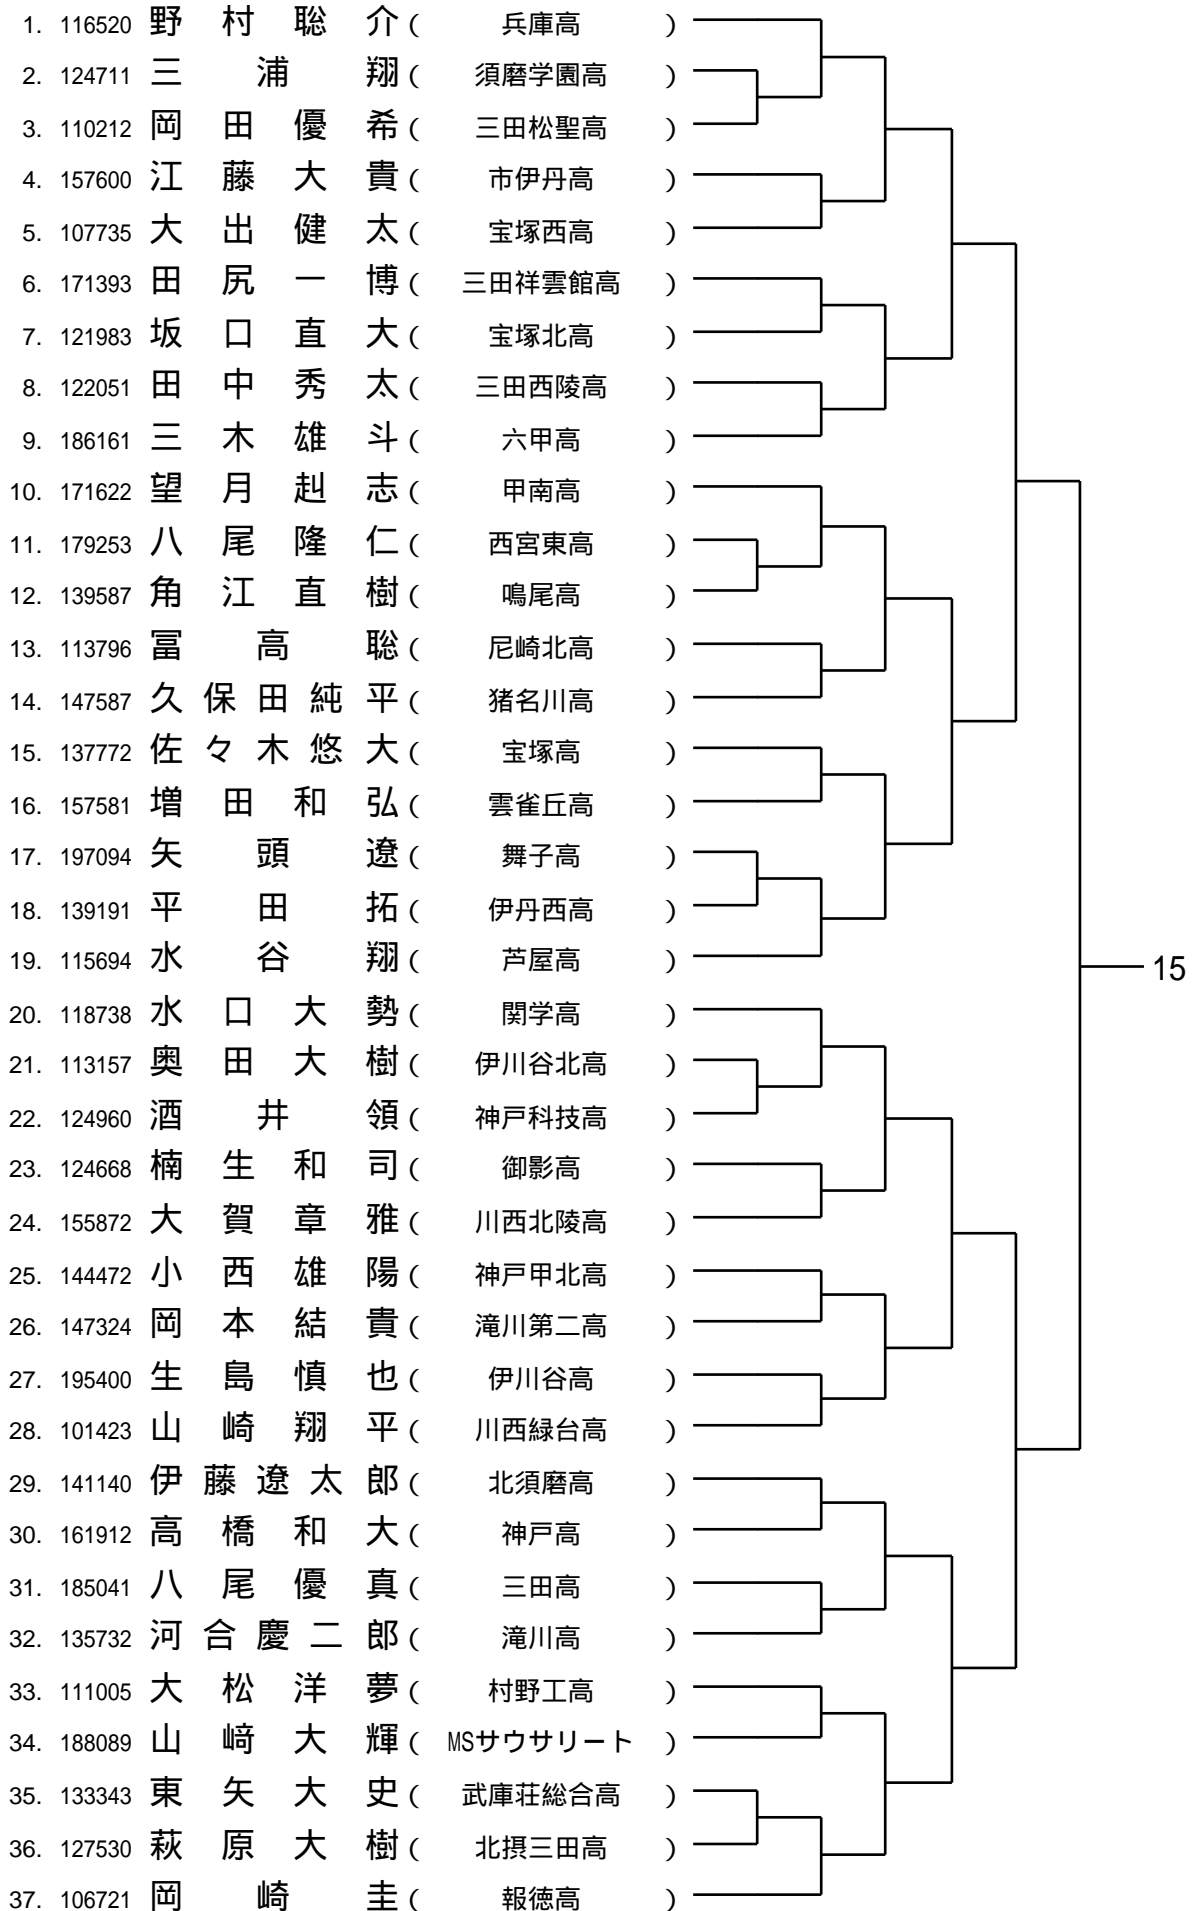 1. 116520 野村聡介(兵庫高)
2. 124711 三浦翔(須磨学園高)
3. 110212 岡田優希(三田松聖高)
4. 157600 江藤大貴(市伊丹高)
5. 107735 大出健太(宝塚西高)
6. 171393 田尻一博(三田祥雲館高)
7. 121983 坂口直大(宝塚北高)
8. 122051 田中秀太(三田西陵高)
9. 186161 三木雄斗(六甲高)
10. 171622 望月赳志(甲南高)
11. 179253 八尾隆仁(西宮東高)
12. 139587 角江直樹(鳴尾高)
13. 113796 冨高聡(尼崎北高)
14. 147587 久保田純平(猪名川高)
15. 137772 佐々木悠大(宝塚高)
16. 157581 増田和弘(雲雀丘高)
17. 197094 矢頭遼(舞子高)
18. 139191 平田拓(伊丹西高)
19. 115694 水谷翔(芦屋高)
15
20. 118738 水口大勢(関学高)
21. 113157 奥田大樹(伊川谷北高)
22. 124960 酒井領(神戸科技高)
23. 124668 楠生和司(御影高)
24. 155872 大賀章雅(川西北陵高)
25. 144472 小西雄陽(神戸甲北高)
26. 147324 岡本結貴(滝川第二高)
27. 195400 生島慎也(伊川谷高)
28. 101423 山崎翔平(川西緑台高)
29. 141140 伊藤遼太郎(北須磨高)
30. 161912 高橋和大(神戸高)
31. 185041 八尾優真(三田高)
32. 135732 河合慶二郎(滝川高)
33. 111005 大松洋夢(村野工高)
34. 188089 山﨑大輝(MSサウサリート)
35. 133343 東矢大史(武庫荘総合高)
36. 127530 萩原大樹(北摂三田高)
37. 106721 岡崎圭(報徳高)